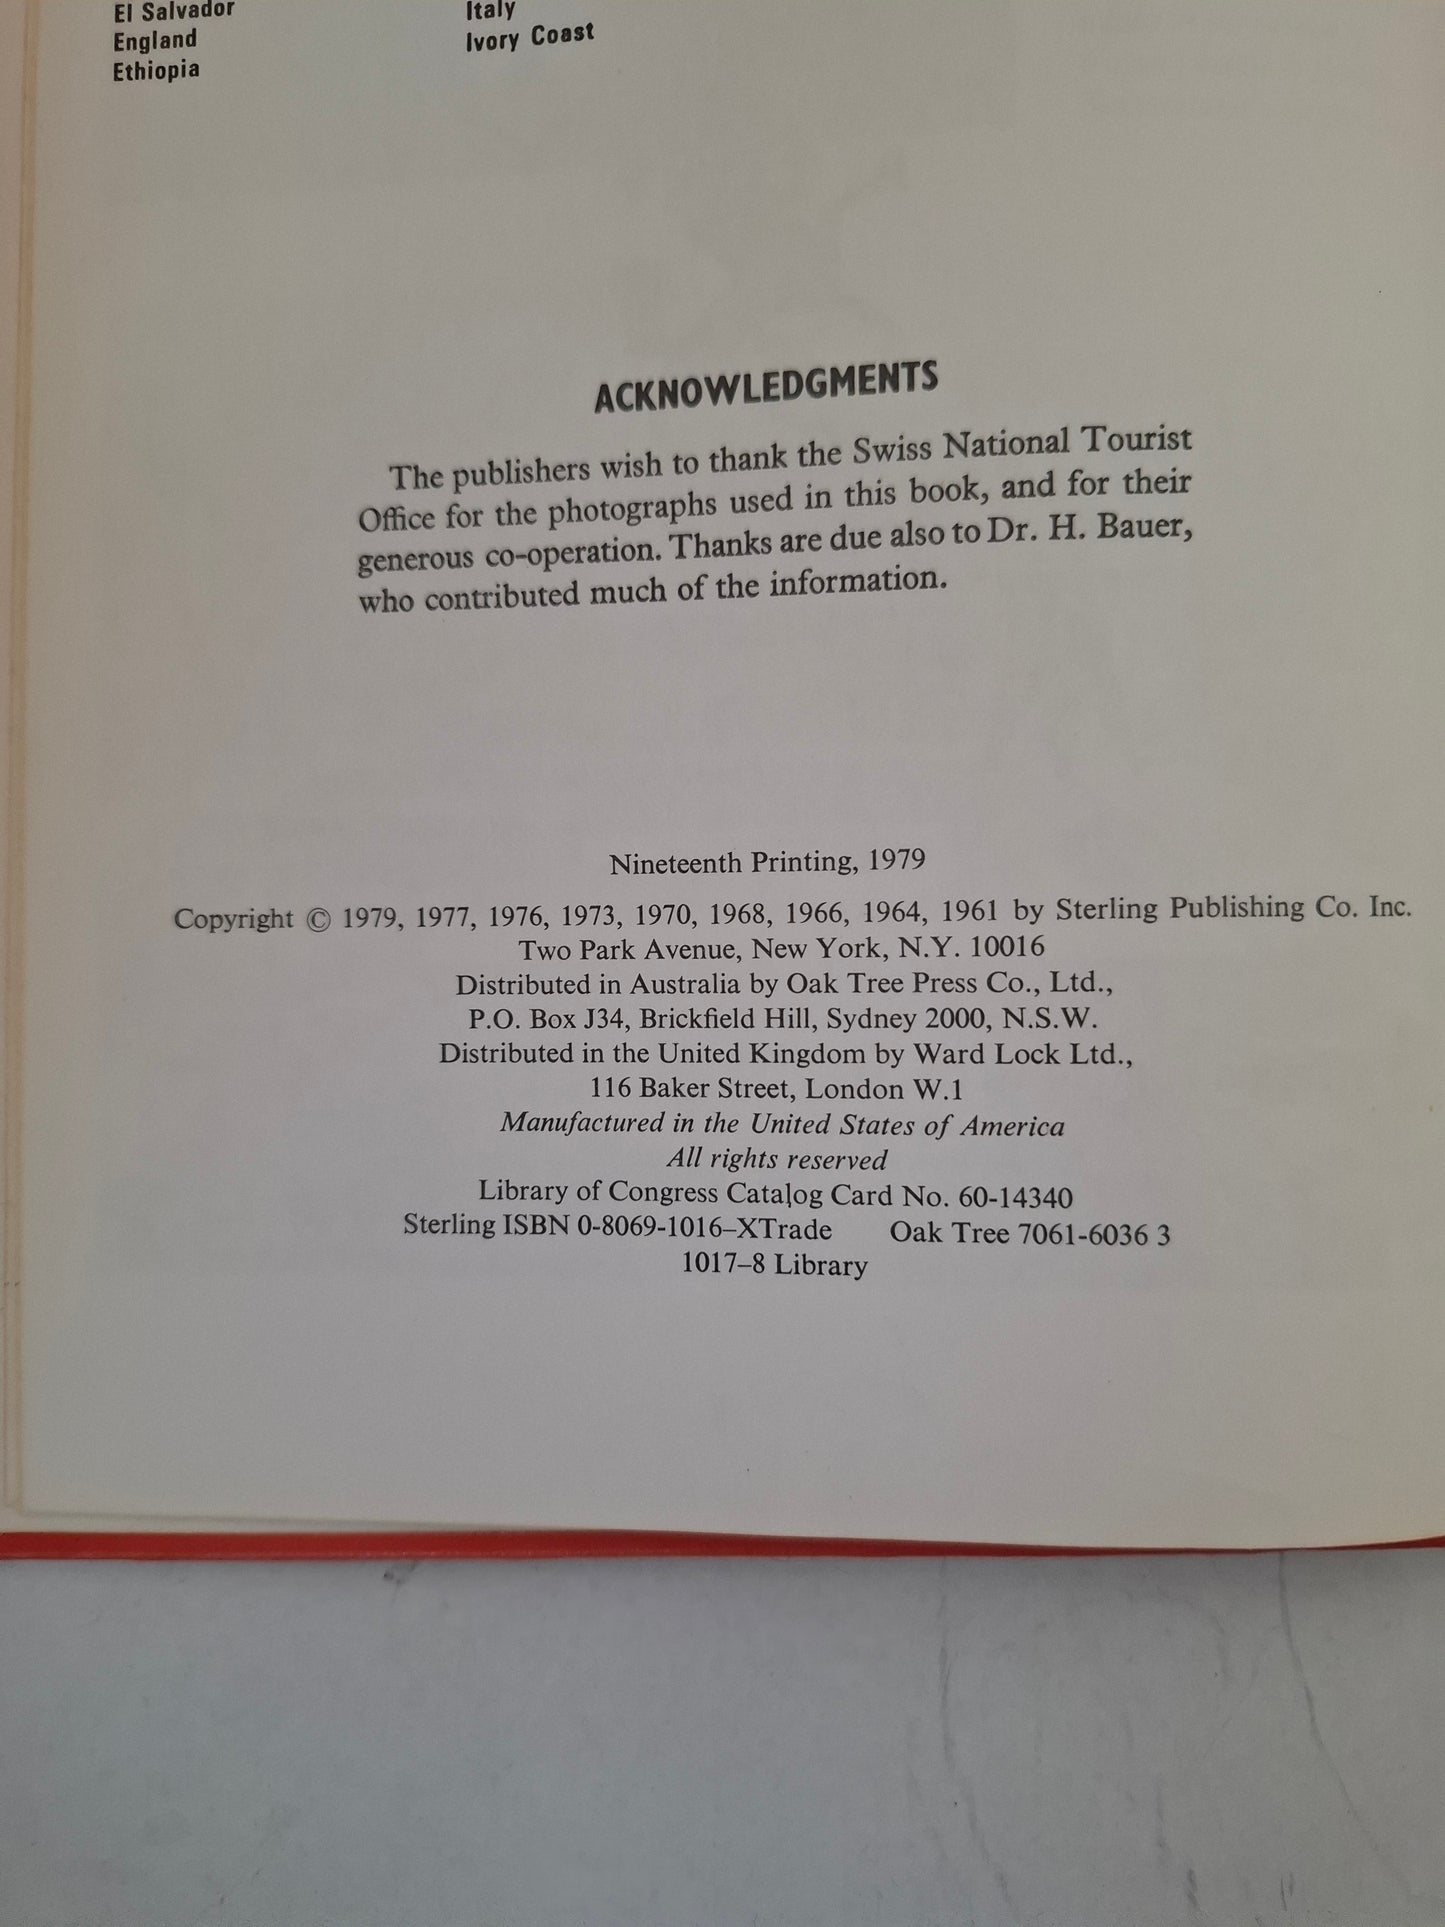 El Salvador
England
Ethiopia
Italy
Ivory Coast
ACKNOWLEDGMENTS
The publishers wish to thank the Swiss National Tourist
Office for the photographs used in this book, and for their
generous co-operation. Thanks are due also to Dr. H. Bauer,
who contributed much of the information.
Nineteenth Printing, 1979
Copyright © 1979, 1977, 1976, 1973, 1970, 1968, 1966, 1964, 1961 by Sterling Publishing Co. Inc.
Two Park Avenue, New York, N.Y. 10016
Distributed in Australia by Oak Tree Press Co., Ltd.,
P.O. Box J34, Brickfield Hill, Sydney 2000, N.S.W.
Distributed in the United Kingdom by Ward Lock Ltd.,
116 Baker Street, London W.1
Manufactured in the United States of America
All rights reserved
Library of Congress Catalog Card No. 60-14340
Sterling ISBN 0-8069-1016–XTrade Oak Tree 7061-6036 3
1017–8 Library